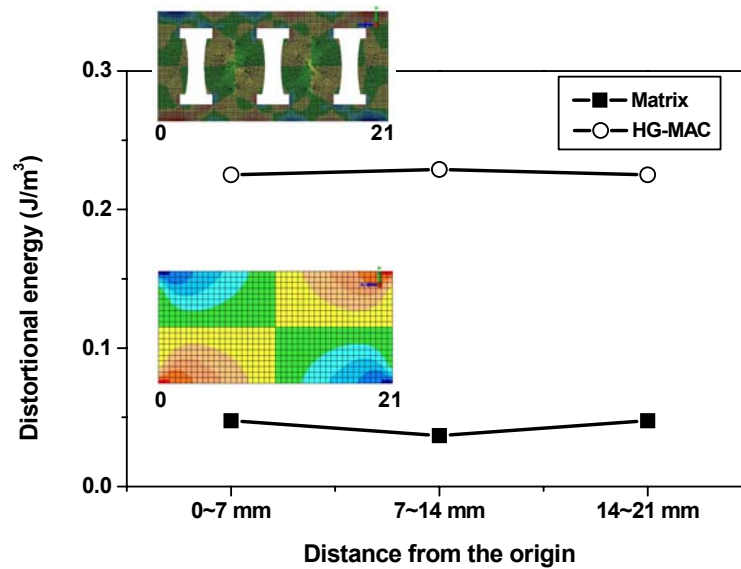 0 21
0.3
Matrix
HG-MAC
0.2
0.1
0 21
0.0
0~7 mm 7~14 mm 14~21 mm
Distance from the origin
Distortional energy (J/m³)